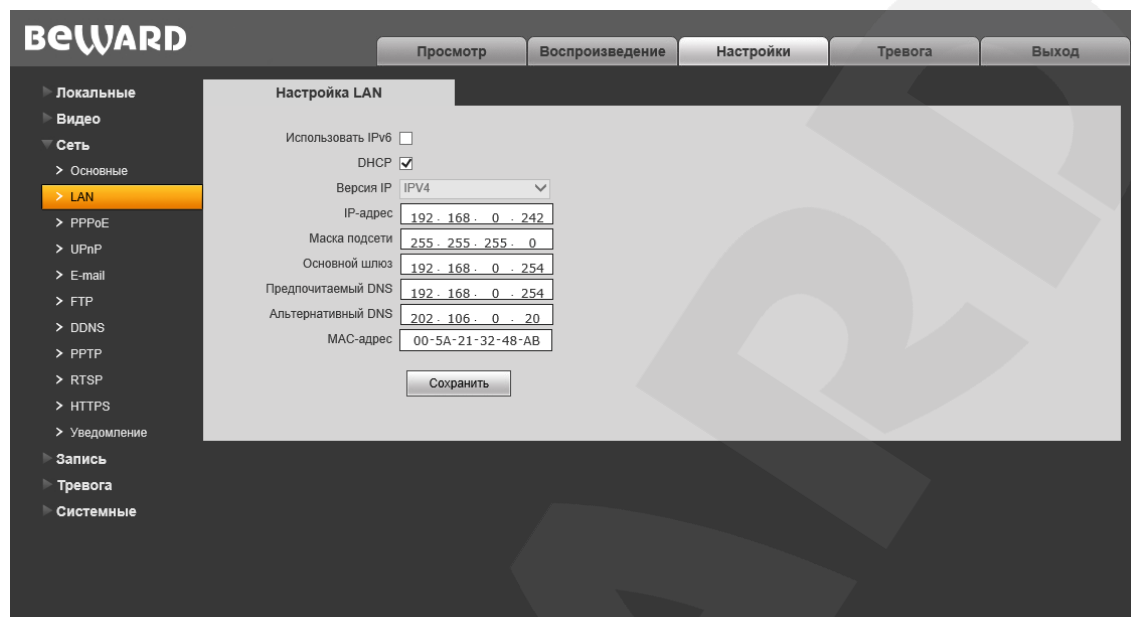 BEWARD
Просмотр
Воспроизведение
Настройки
Тревога
Выход
Локальные
Видео
Сеть
Основные
LAN
PPPoE
UPnP
E-mail
FTP
DDNS
PPTP
RTSP
HTTPS
Уведомление
Запись
Тревога
Системные
Настройка LAN
Использовать IPv6
DHCP
Версия IP IPV4
IP-адрес 192 . 168 . 0 . 242
Маска подсети 255 . 255 . 255 . 0
Основной шлюз 192 . 168 . 0 . 254
Предпочитаемый DNS 192 . 168 . 0 . 254
Альтернативный DNS 202 . 106 . 0 . 20
MAC-адрес 00-5A-21-32-48-AB
Сохранить